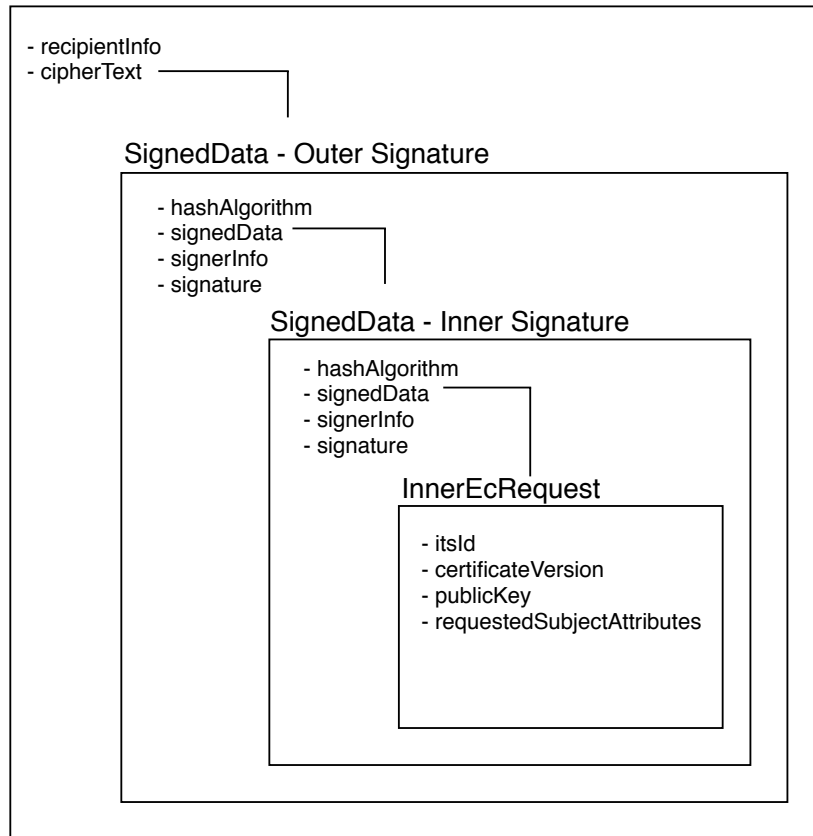 - recipientInfo
- cipherText
SignedData - Outer Signature
- hashAlgorithm
- signedData
- signerInfo
- signature
SignedData - Inner Signature
- hashAlgorithm
- signedData
- signerInfo
- signature
InnerEcRequest
- itsId
- certificateVersion
- publicKey
- requestedSubjectAttributes